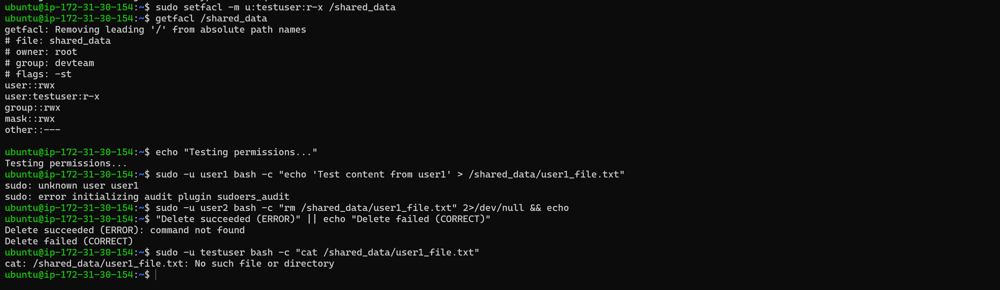 ubuntu@ip-172-31-30-154:~$ sudo setfacl -m u:testuser:r-x /shared_data
ubuntu@ip-172-31-30-154:~$ getfacl /shared_data
getfacl: Removing leading '/' from absolute path names
# file: shared_data
# owner: root
# group: devteam
# flags: -st
user::rwx
user:testuser:r-x
group::rwx
mask::rwx
other::---
ubuntu@ip-172-31-30-154:~$ echo "Testing permissions..."
Testing permissions...
ubuntu@ip-172-31-30-154:~$ sudo -u user1 bash -c "echo 'Test content from user1' > /shared_data/user1_file.txt"
sudo: unknown user user1
sudo: error initializing audit plugin sudoers_audit
ubuntu@ip-172-31-30-154:~$ sudo -u user2 bash -c "rm /shared_data/user1_file.txt" 2>/dev/null && echo
ubuntu@ip-172-31-30-154:~$ "Delete succeeded (ERROR)" || echo "Delete failed (CORRECT)"
Delete succeeded (ERROR): command not found
Delete failed (CORRECT)
ubuntu@ip-172-31-30-154:~$ sudo -u testuser bash -c "cat /shared_data/user1_file.txt"
cat: /shared_data/user1_file.txt: No such file or directory
ubuntu@ip-172-31-30-154:~$